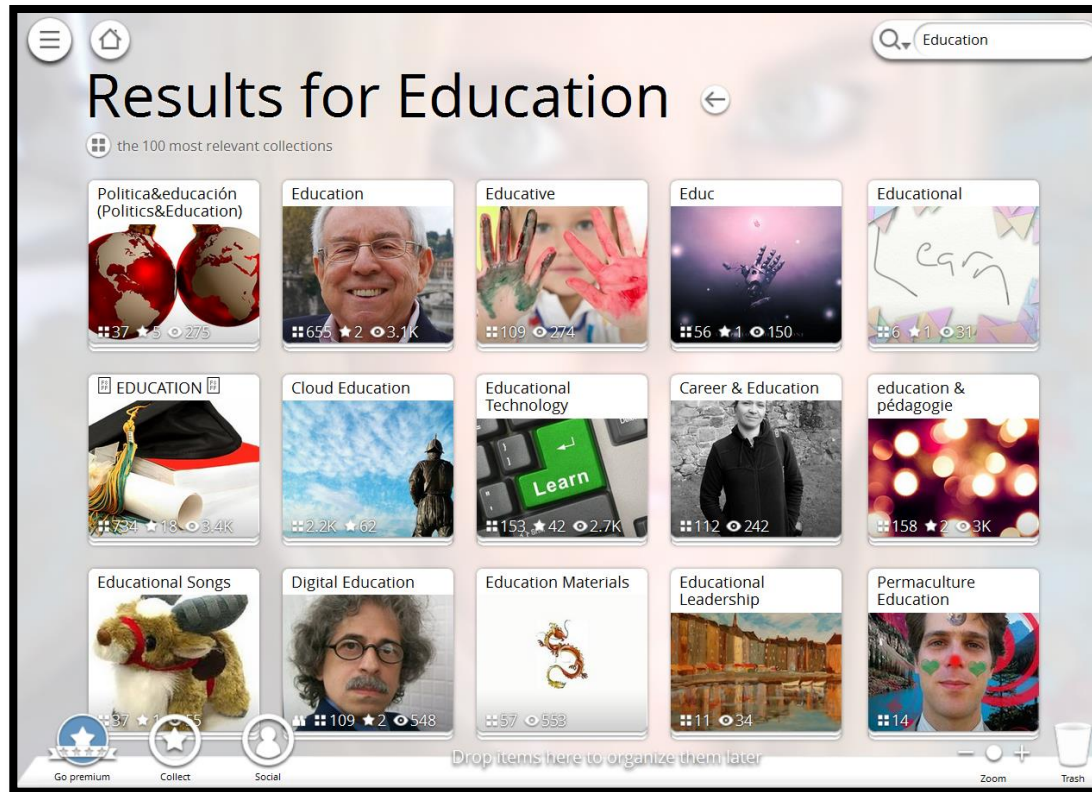 Education
Results for Education
the 100 most relevant collections
Politica&educación
(Politics&Education)
37 5 275
Education
655 2 3.1K
Educative
109 274
Educ
56 1 150
Educational
Learn
6 1 31
EDUCATION
734 18 3.4K
Cloud Education
2.2K 62
Educational
Technology
Learn
153 42 2.7K
Career & Education
112 242
education &
pédagogie
158 2 3K
Educational Songs
37 1 55
Digital Education
109 2 548
Education Materials
57 553
Educational
Leadership
11 34
Permaculture
Education
14
Go premium
Collect
Social
Drop items here to organize them later
Zoom
Trash